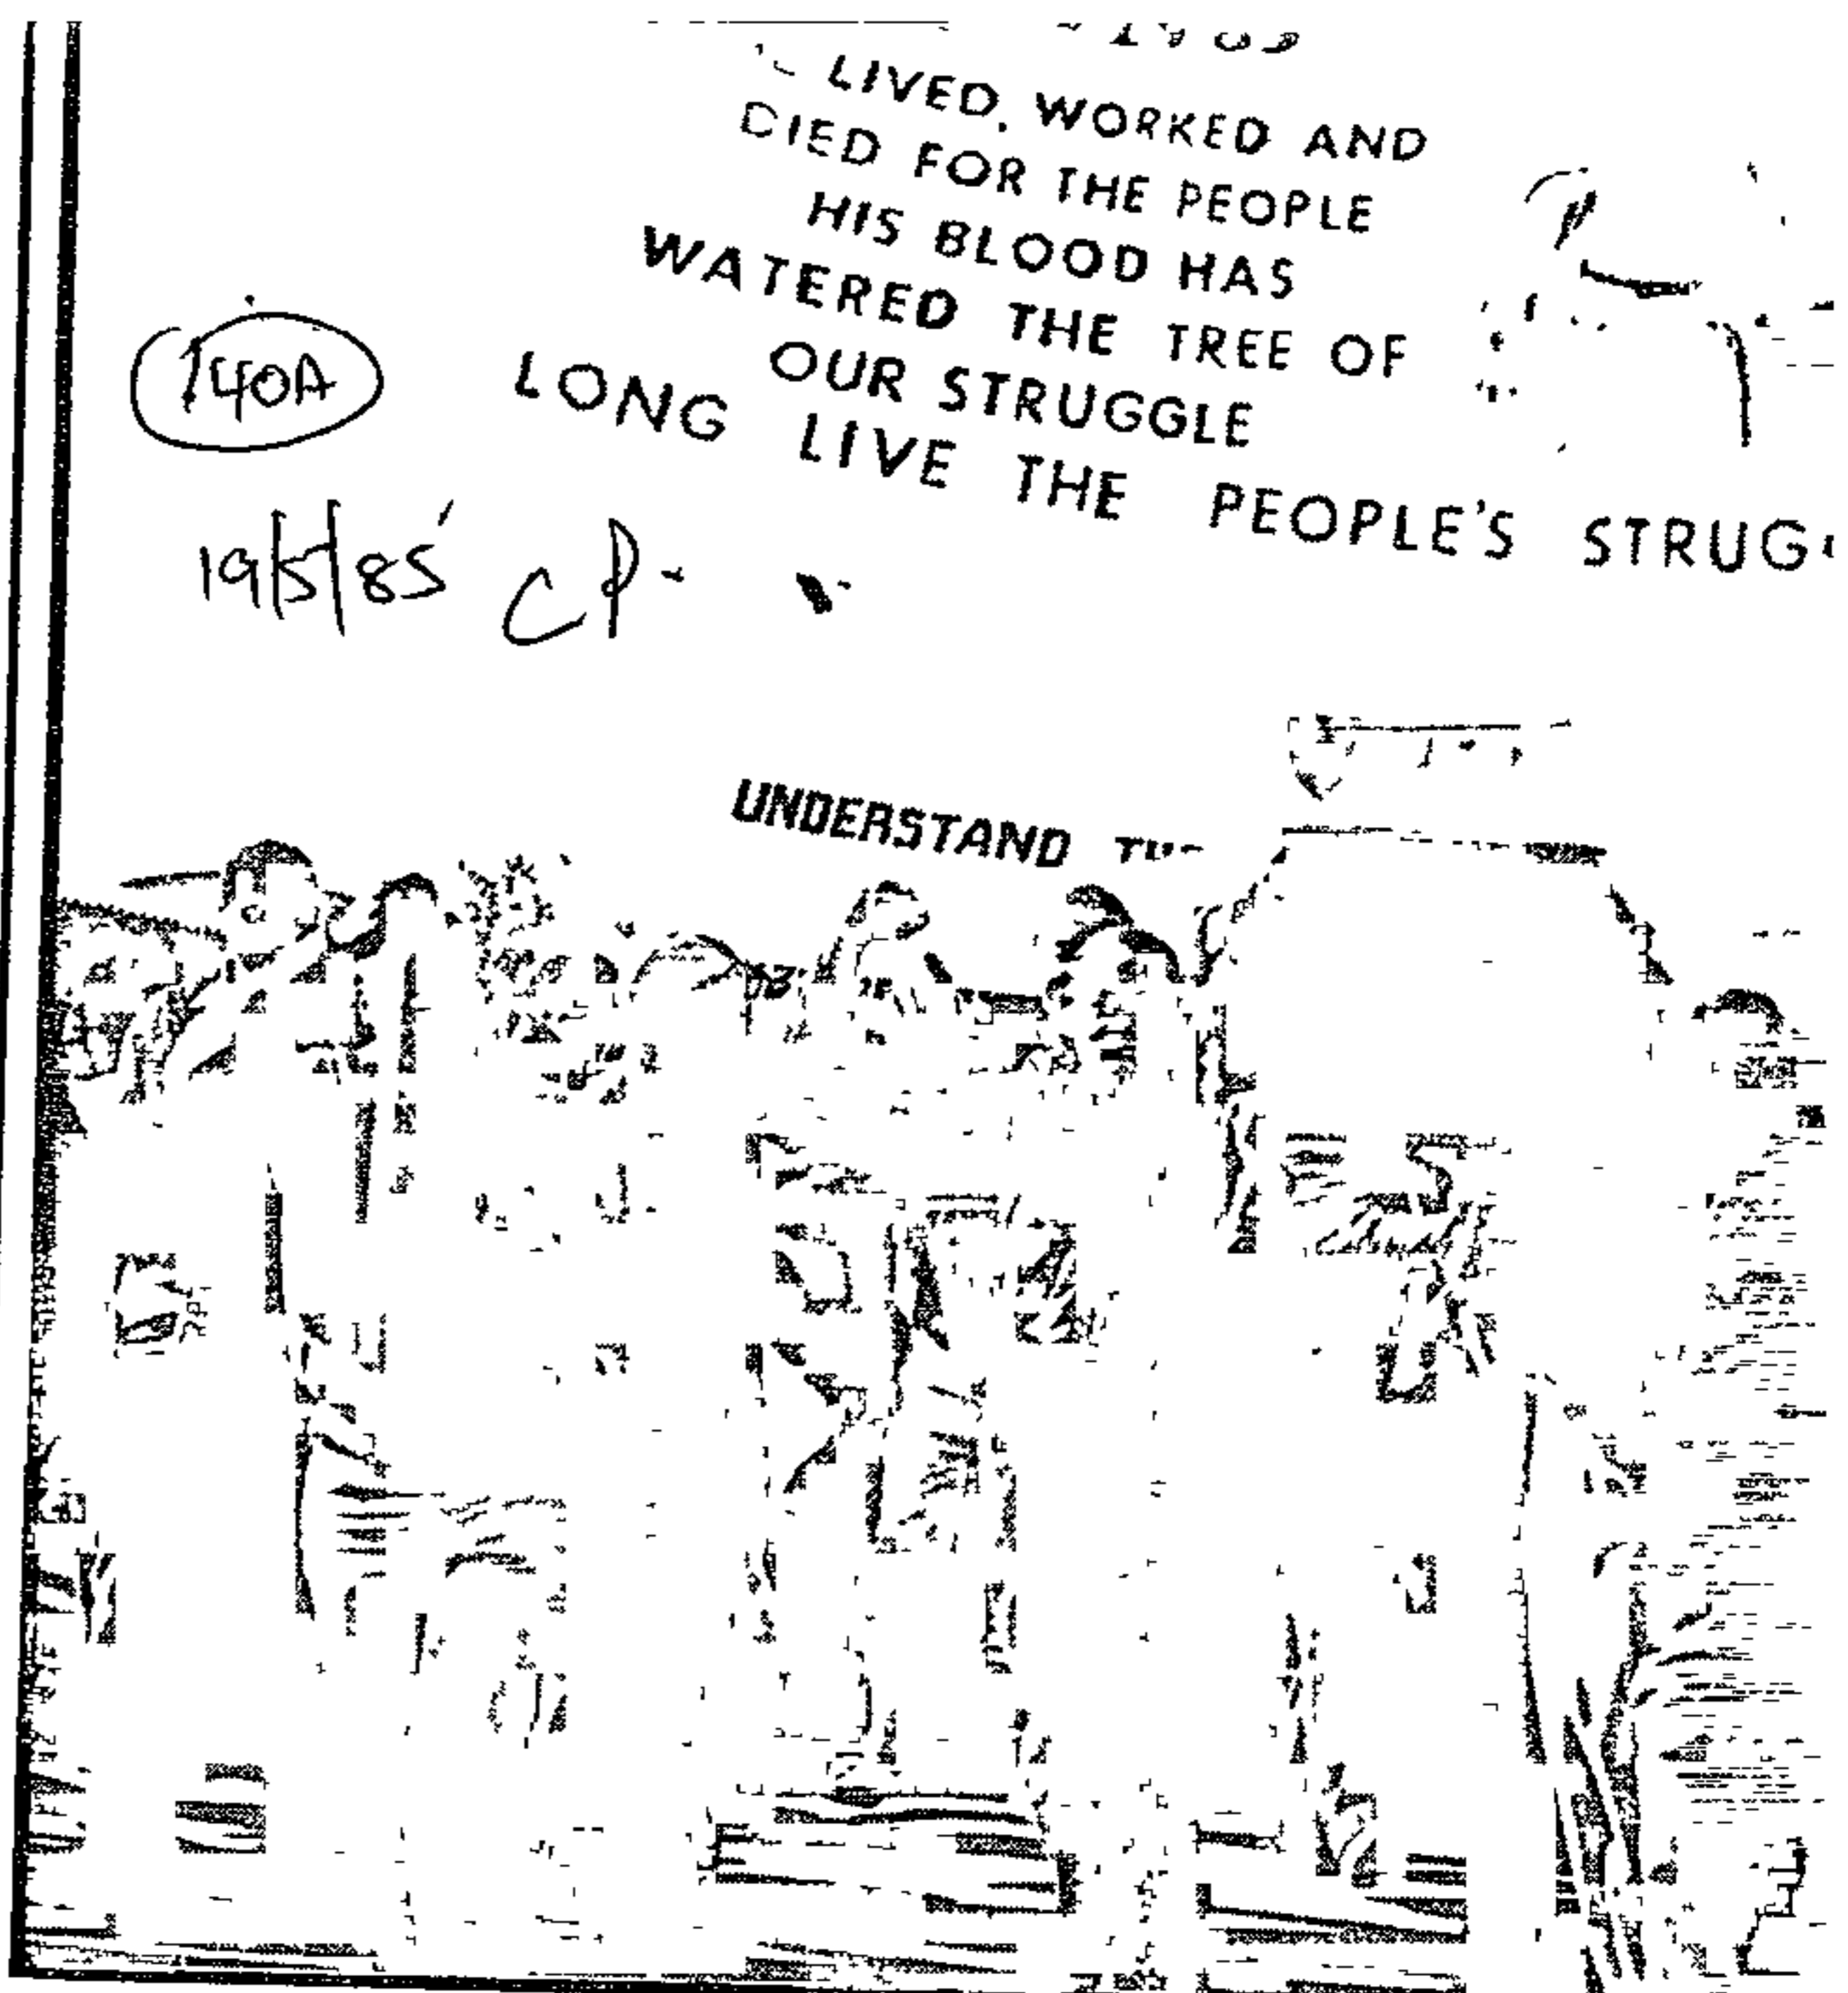 LIVED, WORKED AND
DIED FOR THE PEOPLE
HIS BLOOD HAS
WATERED THE TREE OF
OUR STRUGGLE
LONG LIVE THE PEOPLE'S
140A
19/5/85 CP
UNDERSTAND